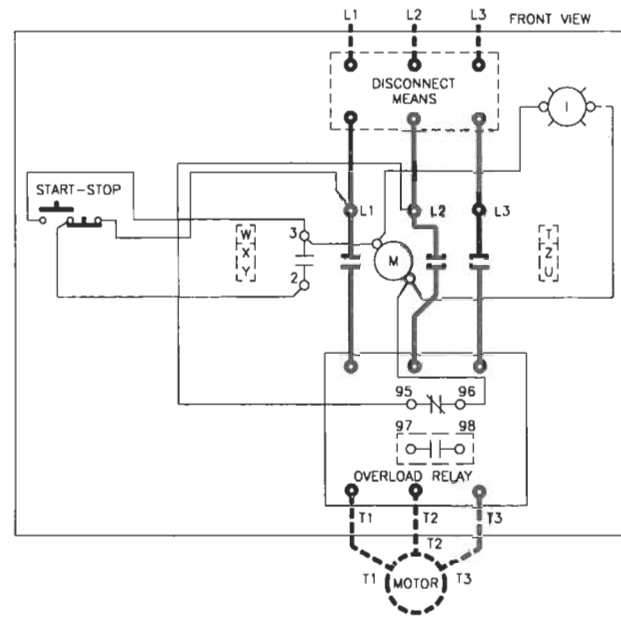 L1 L2 L3 FRONT VIEW
DISCONNECT
MEANS
I
START-STOP
L1 L2 L3
3 W T
X M Z
2 Y U
95 96
97 98
OVERLOAD RELAY
T1 T2 T3
T2
T1 MOTOR T3